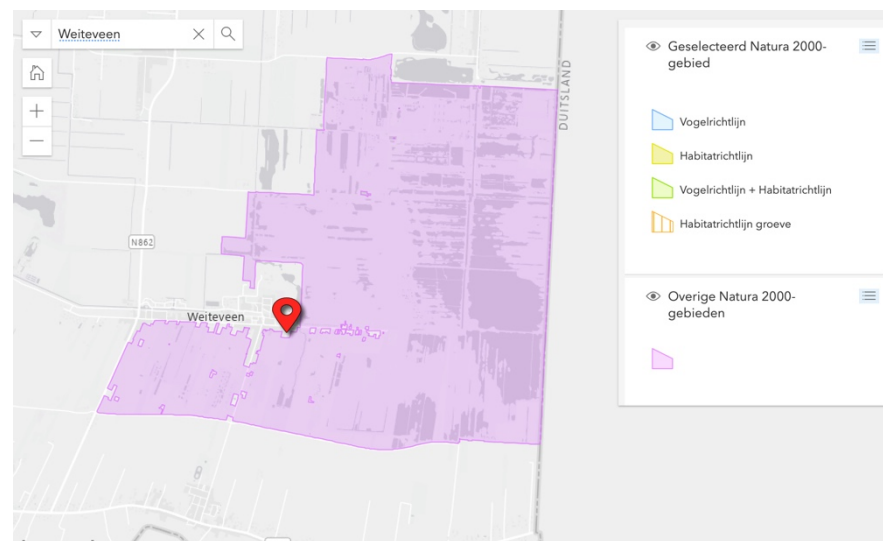 Weiteveen
DUITSLAND
N862
Weiteveen
Geselecteerd Natura 2000-
gebied
Vogelrichtlijn
Habitatrichtlijn
Vogelrichtlijn + Habitatrichtlijn
Habitatrichtlijn groeve
Overige Natura 2000-
gebieden